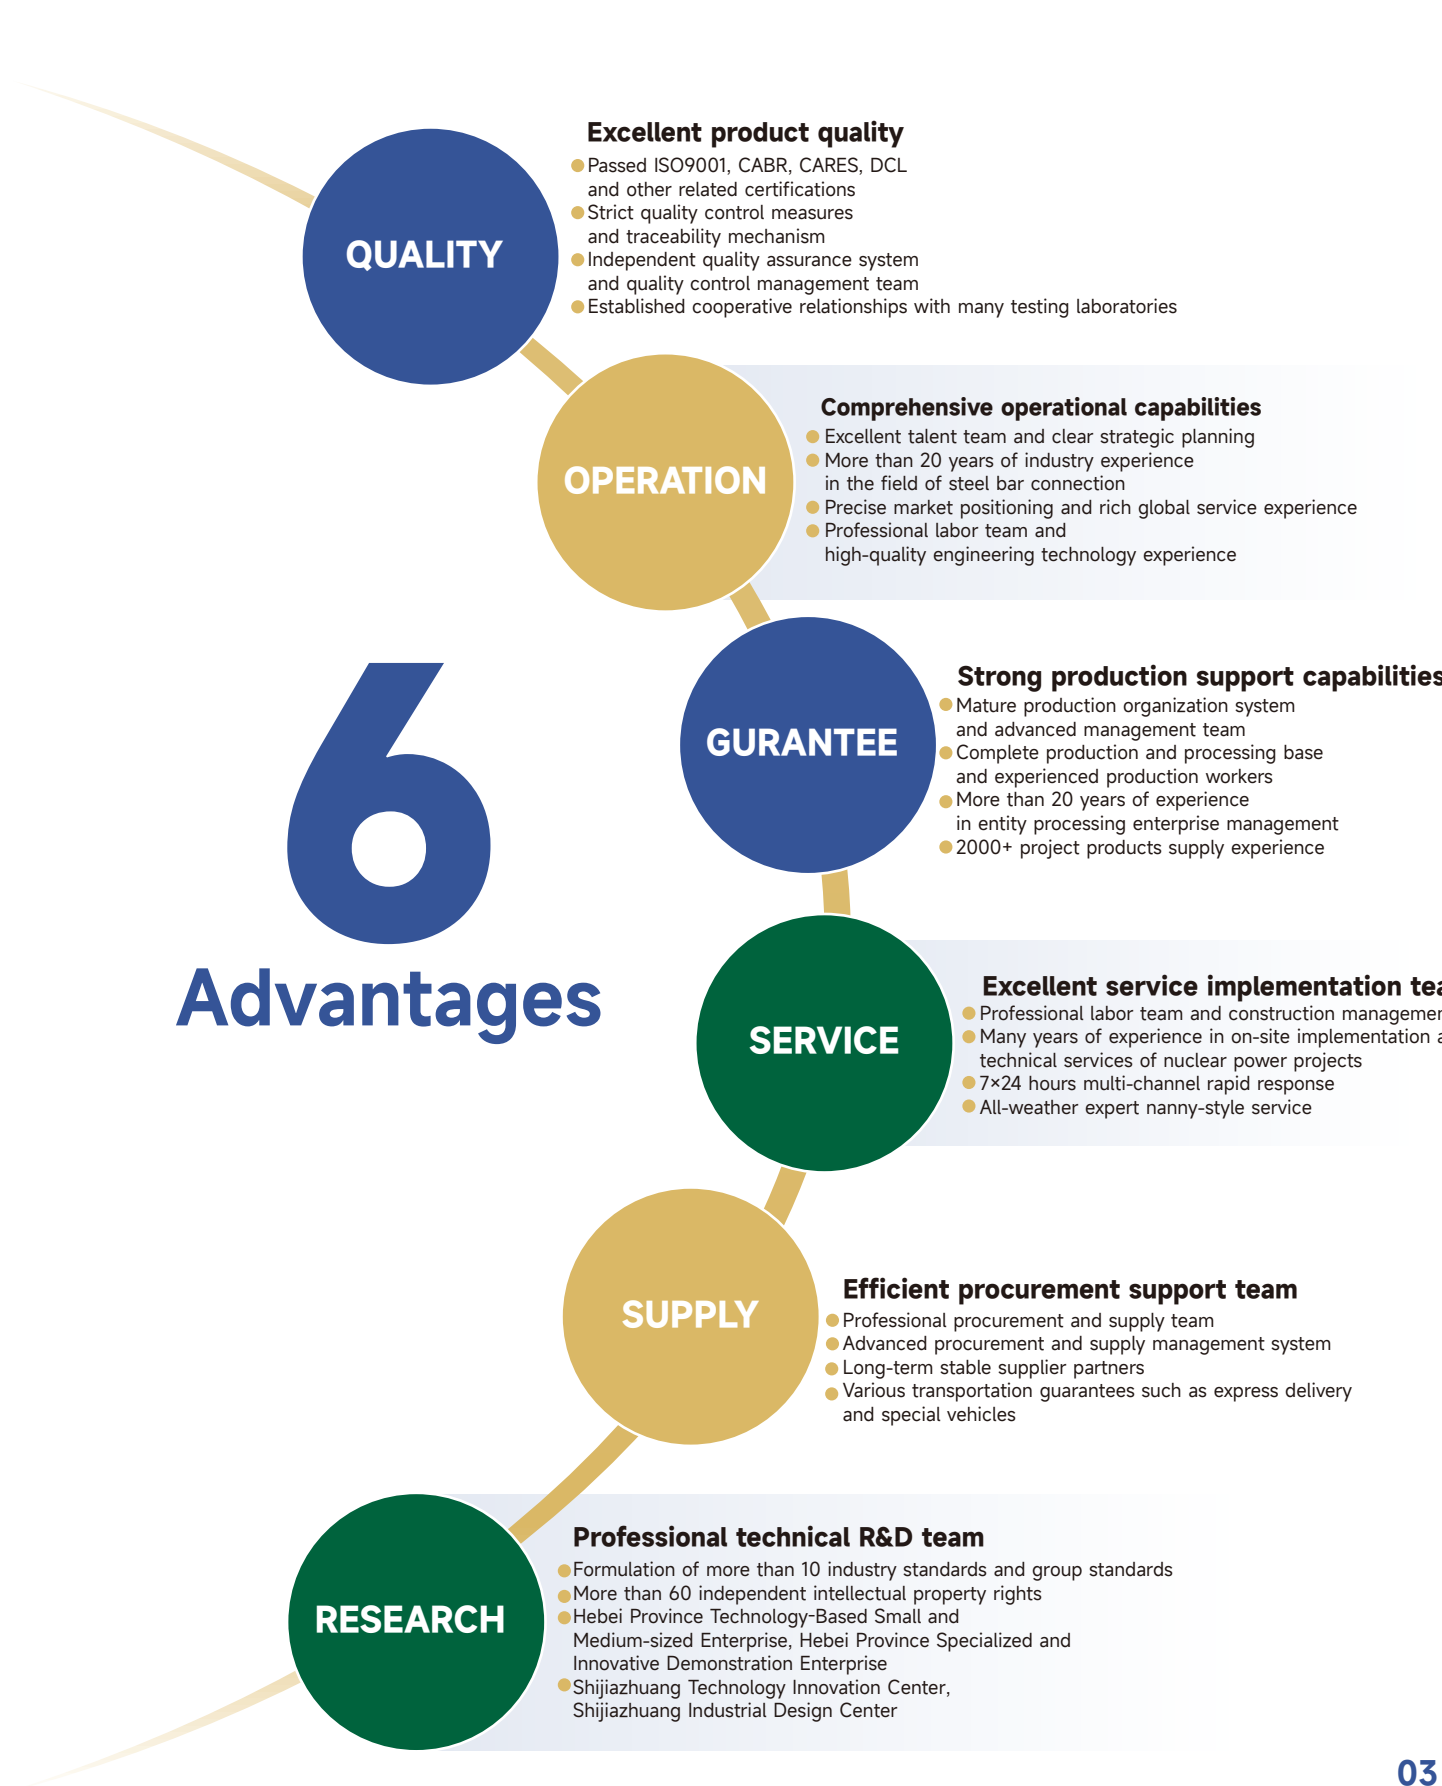 QUALITY
Excellent product quality
Passed ISO9001, CABR, CARES, DCL
and other related certifications
Strict quality control measures
and traceability mechanism
Independent quality assurance system
and quality control management team
Established cooperative relationships with many testing laboratories
OPERATION
Comprehensive operational capabilities
Excellent talent team and clear strategic planning
More than 20 years of industry experience
in the field of steel bar connection
Precise market positioning and rich global service experience
Professional labor team and
high-quality engineering technology experience
6
Advantages
GURANTEE
Strong production support capabilities
Mature production organization system
and advanced management team
Complete production and processing base
and experienced production workers
More than 20 years of experience
in entity processing enterprise management
2000+ project products supply experience
SERVICE
Excellent service implementation
Professional labor team and construction
Many years of experience in on-site implementation
technical services of nuclear power projects
7×24 hours multi-channel rapid response
All-weather expert nanny-style service
SUPPLY
Efficient procurement support team
Professional procurement and supply team
Advanced procurement and supply management system
Long-term stable supplier partners
Various transportation guarantees such as express delivery
and special vehicles
RESEARCH
Professional technical R&D team
Formulation of more than 10 industry standards and group standards
More than 60 independent intellectual property rights
Hebei Province Technology-Based Small and
Medium-sized Enterprise, Hebei Province Specialized and
Innovative Demonstration Enterprise
Shijiazhuang Technology Innovation Center,
Shijiazhuang Industrial Design Center
03